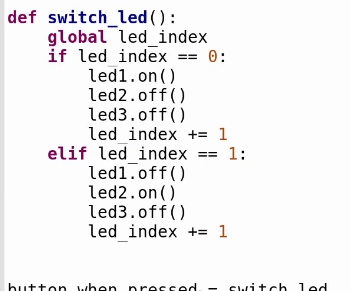 def switch_led():
    global led_index
    if led_index == 0:
        led1.on()
        led2.off()
        led3.off()
        led_index += 1
    elif led_index == 1:
        led1.off()
        led2.on()
        led3.off()
        led_index += 1
button.when_pressed = switch_led